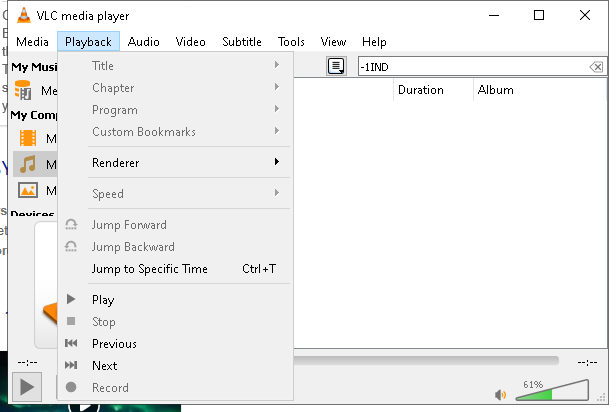 VLC media player
Media Playback Audio Video Subtitle Tools View Help
My Musi
Title
-1IND
Me
Chapter
Duration Album
Program
My Comp
Custom Bookmarks
M
Renderer
M
M
Speed
Devices
Jump Forward
Jump Backward
Jump to Specific Time Ctrl+T
Play
Stop
Previous
--:-- Next --:--
Record
61%